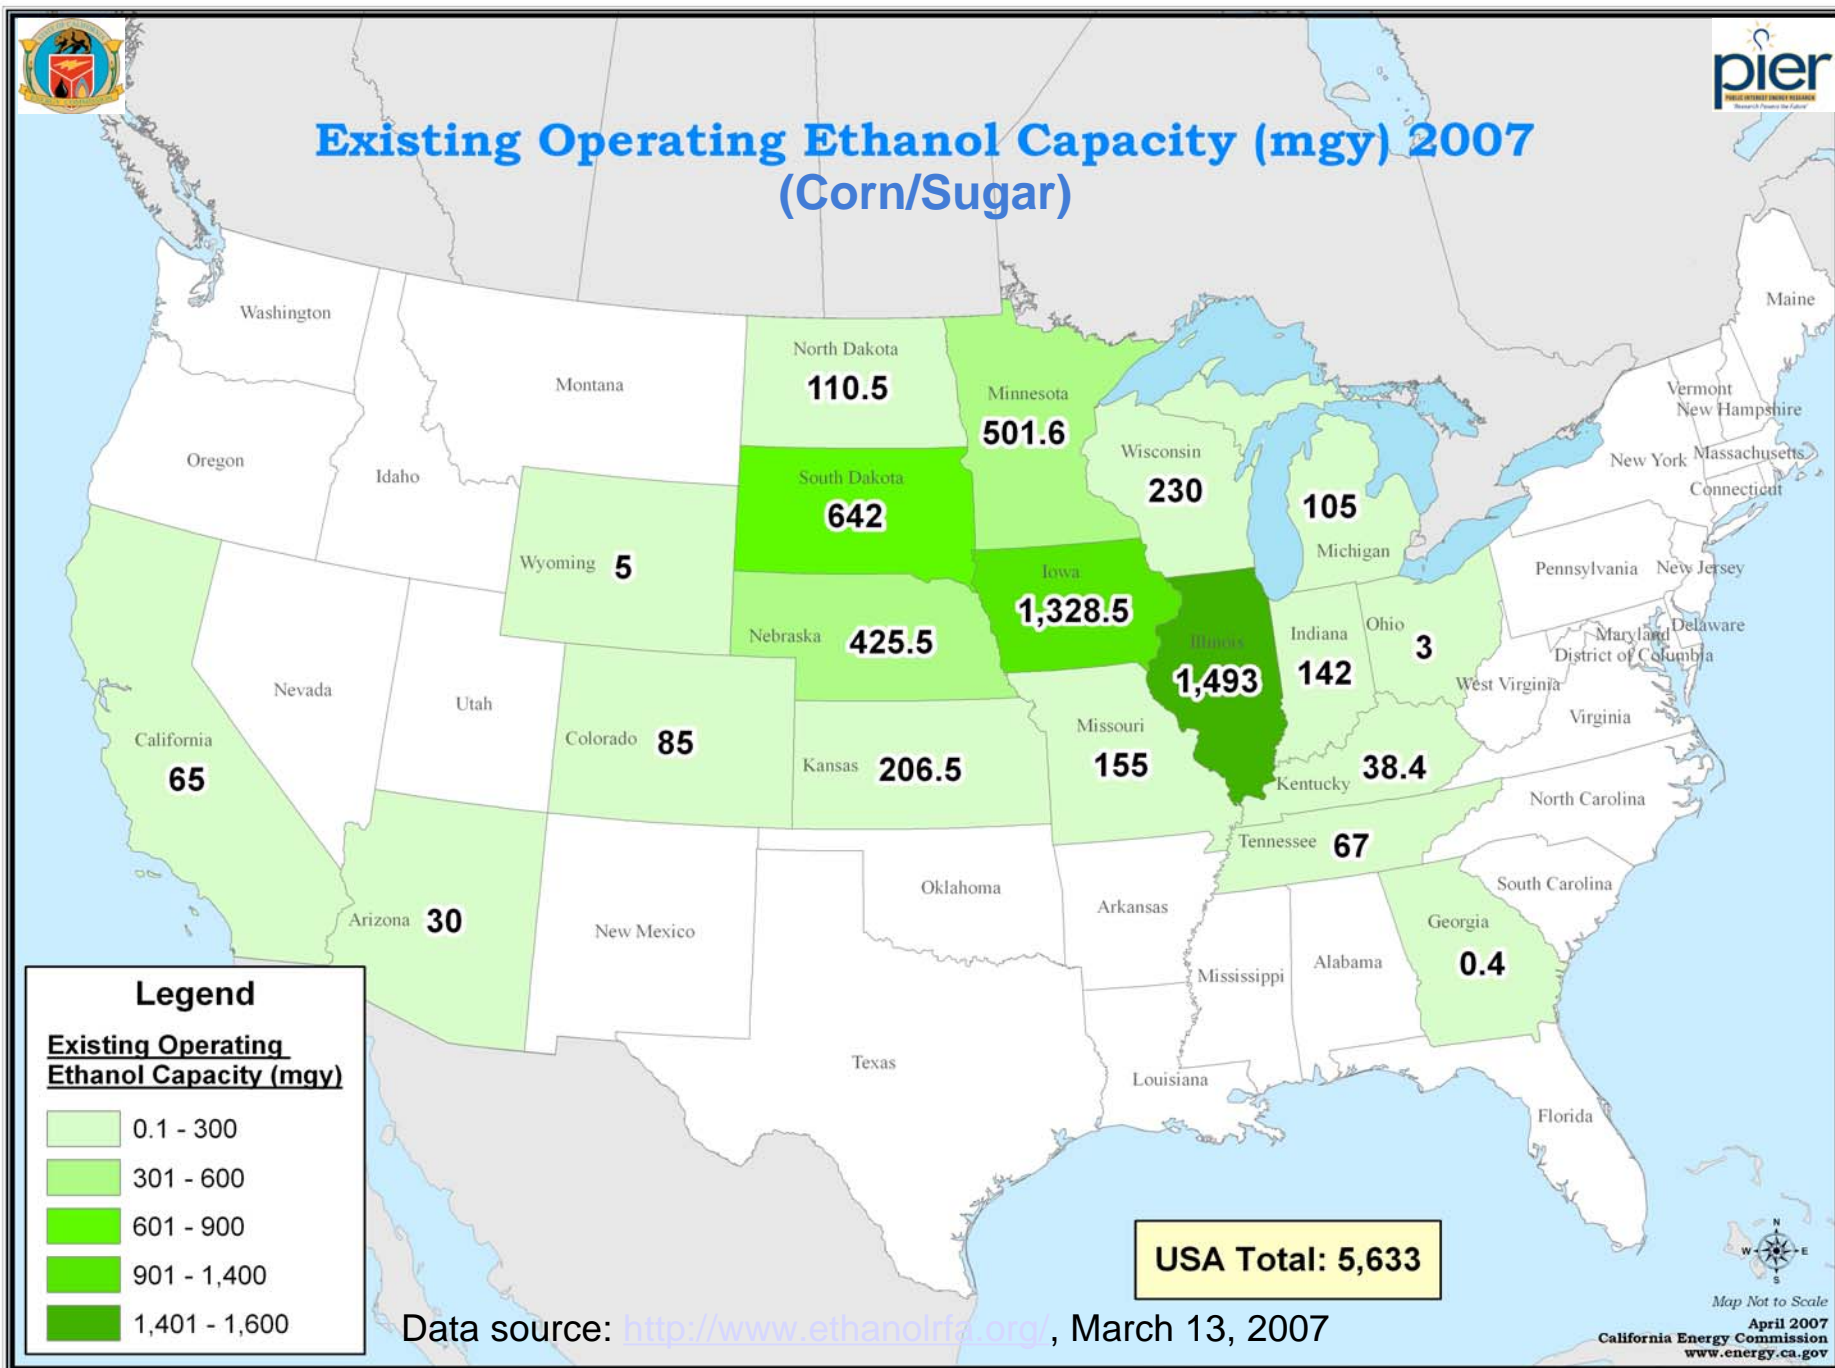 pier
PUBLIC INTEREST ENERGY RESEARCH
Existing Operating Ethanol Capacity (mgy) 2007
(Corn/Sugar)
Washington
Montana
North Dakota
110.5
Minnesota
501.6
Maine
Vermont
New Hampshire
Oregon
Idaho
South Dakota
642
Wisconsin
230
105
Michigan
New York
Massachusetts
Connecticut
Wyoming 5
Iowa
1,328.5
Pennsylvania
New Jersey
Nebraska 425.5
Illinois
1,493
Indiana
142
Ohio
3
Maryland
Delaware
District of Columbia
West Virginia
Virginia
Nevada
Utah
California
65
Colorado 85
Kansas 206.5
Missouri
155
Kentucky
38.4
North Carolina
Tennessee 67
South Carolina
Arizona 30
New Mexico
Oklahoma
Arkansas
Mississippi
Alabama
Georgia
0.4
Texas
Louisiana
Florida
Legend
Existing Operating
Ethanol Capacity (mgy)
0.1 - 300
301 - 600
601 - 900
901 - 1,400
1,401 - 1,600
USA Total: 5,633
N
W E
S
Data source: http://www.ethanolrfa.org/, March 13, 2007
Map Not to Scale
April 2007
California Energy Commission
www.energy.ca.gov